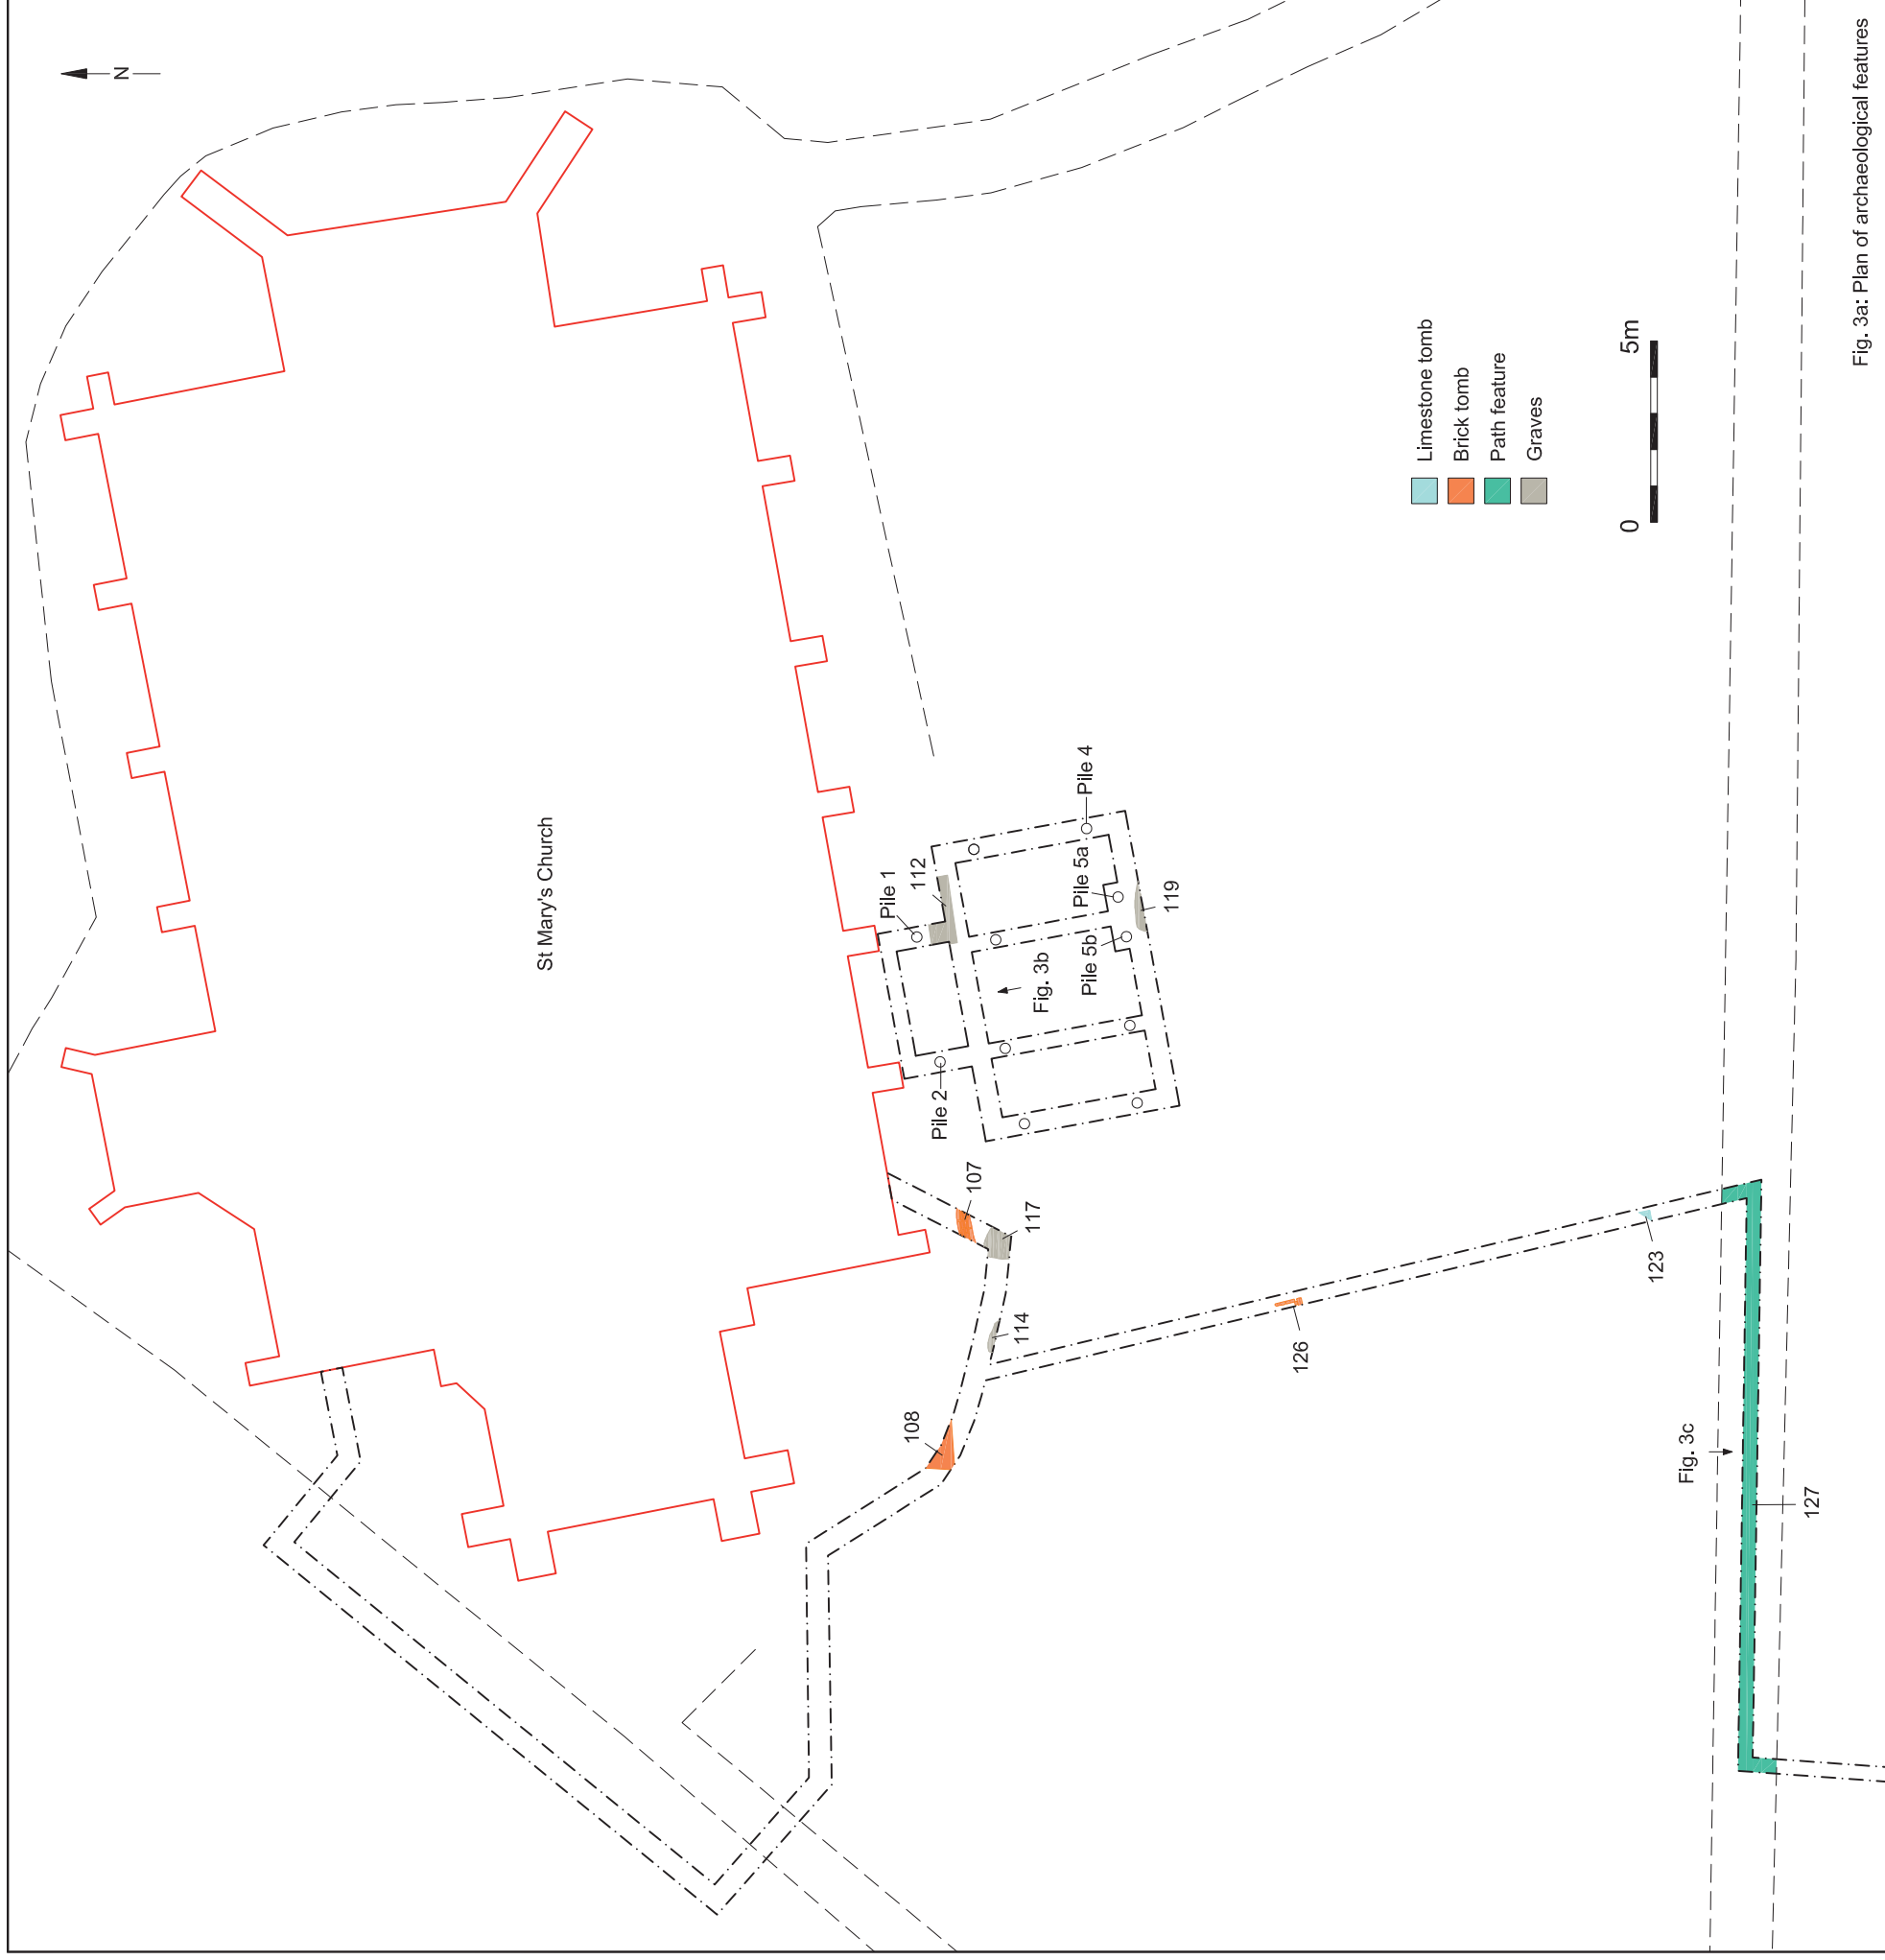 N
St Mary's Church
Pile 1
112
Pile 2
Pile 4
Pile 5a
Pile 5b
119
Fig. 3b
107
117
114
108
126
123
Fig. 3c
127
Limestone tomb
Brick tomb
Path feature
Graves
0 5m
Fig. 3a: Plan of archaeological features